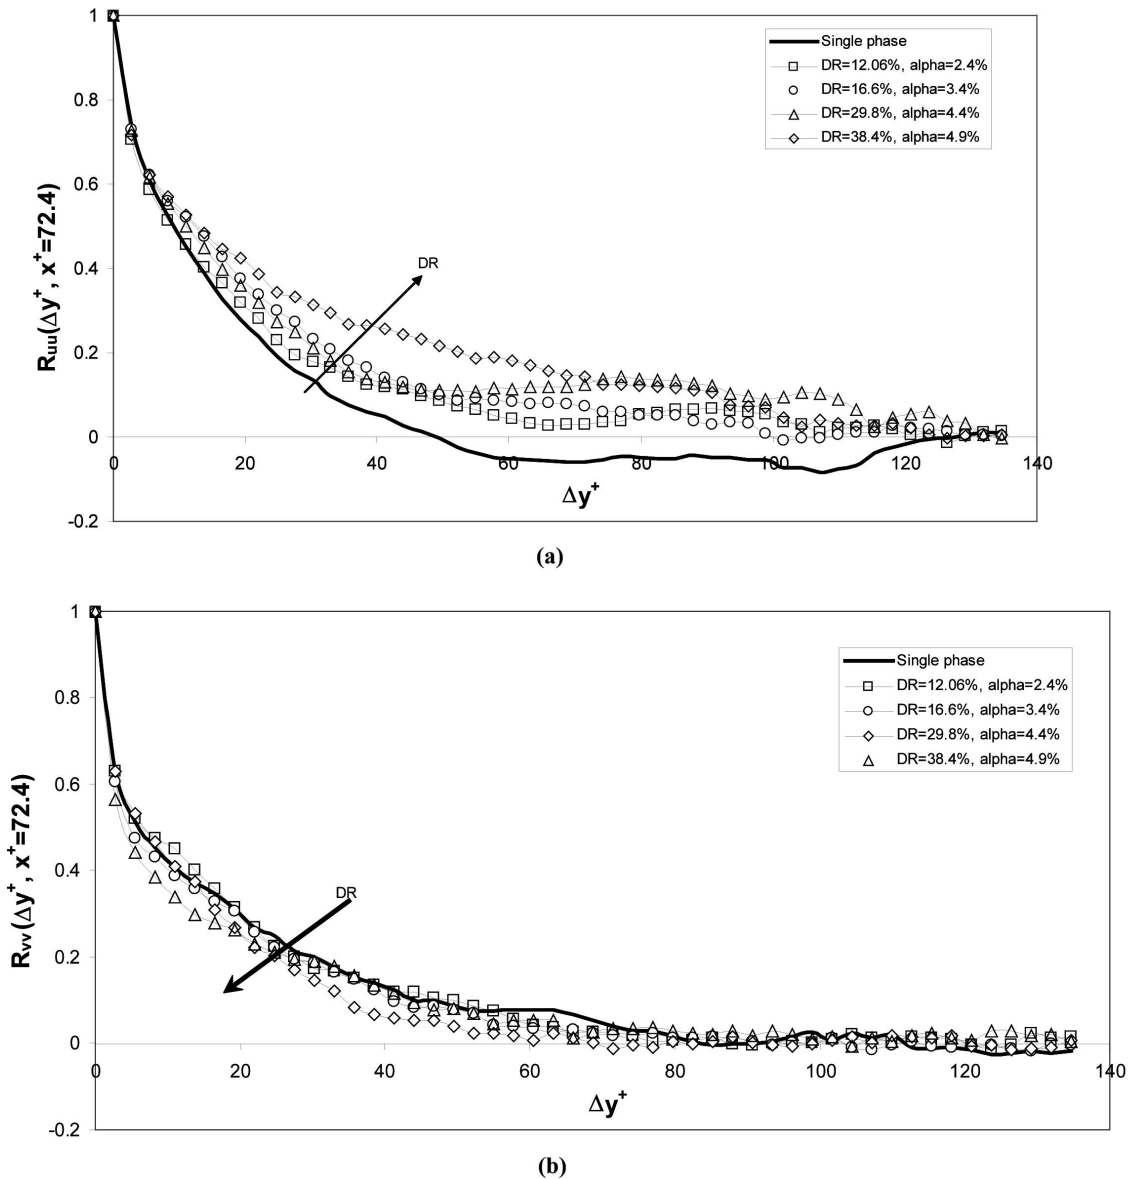 1
Single phase
DR=12.06%, alpha=2.4%
DR=16.6%, alpha=3.4%
DR=29.8%, alpha=4.4%
DR=38.4%, alpha=4.9%
0.8
0.6
0.4
0.2
0
-0.2
Ruu(Δy+, x+=72.4)
DR
0 20 40 60 80 100 120 140
Δy+
(a)
1
Single phase
DR=12.06%, alpha=2.4%
DR=16.6%, alpha=3.4%
DR=29.8%, alpha=4.4%
DR=38.4%, alpha=4.9%
0.8
0.6
0.4
0.2
0
-0.2
Rvv(Δy+, x+=72.4)
DR
0 20 40 60 80 100 120 140
Δy+
(b)